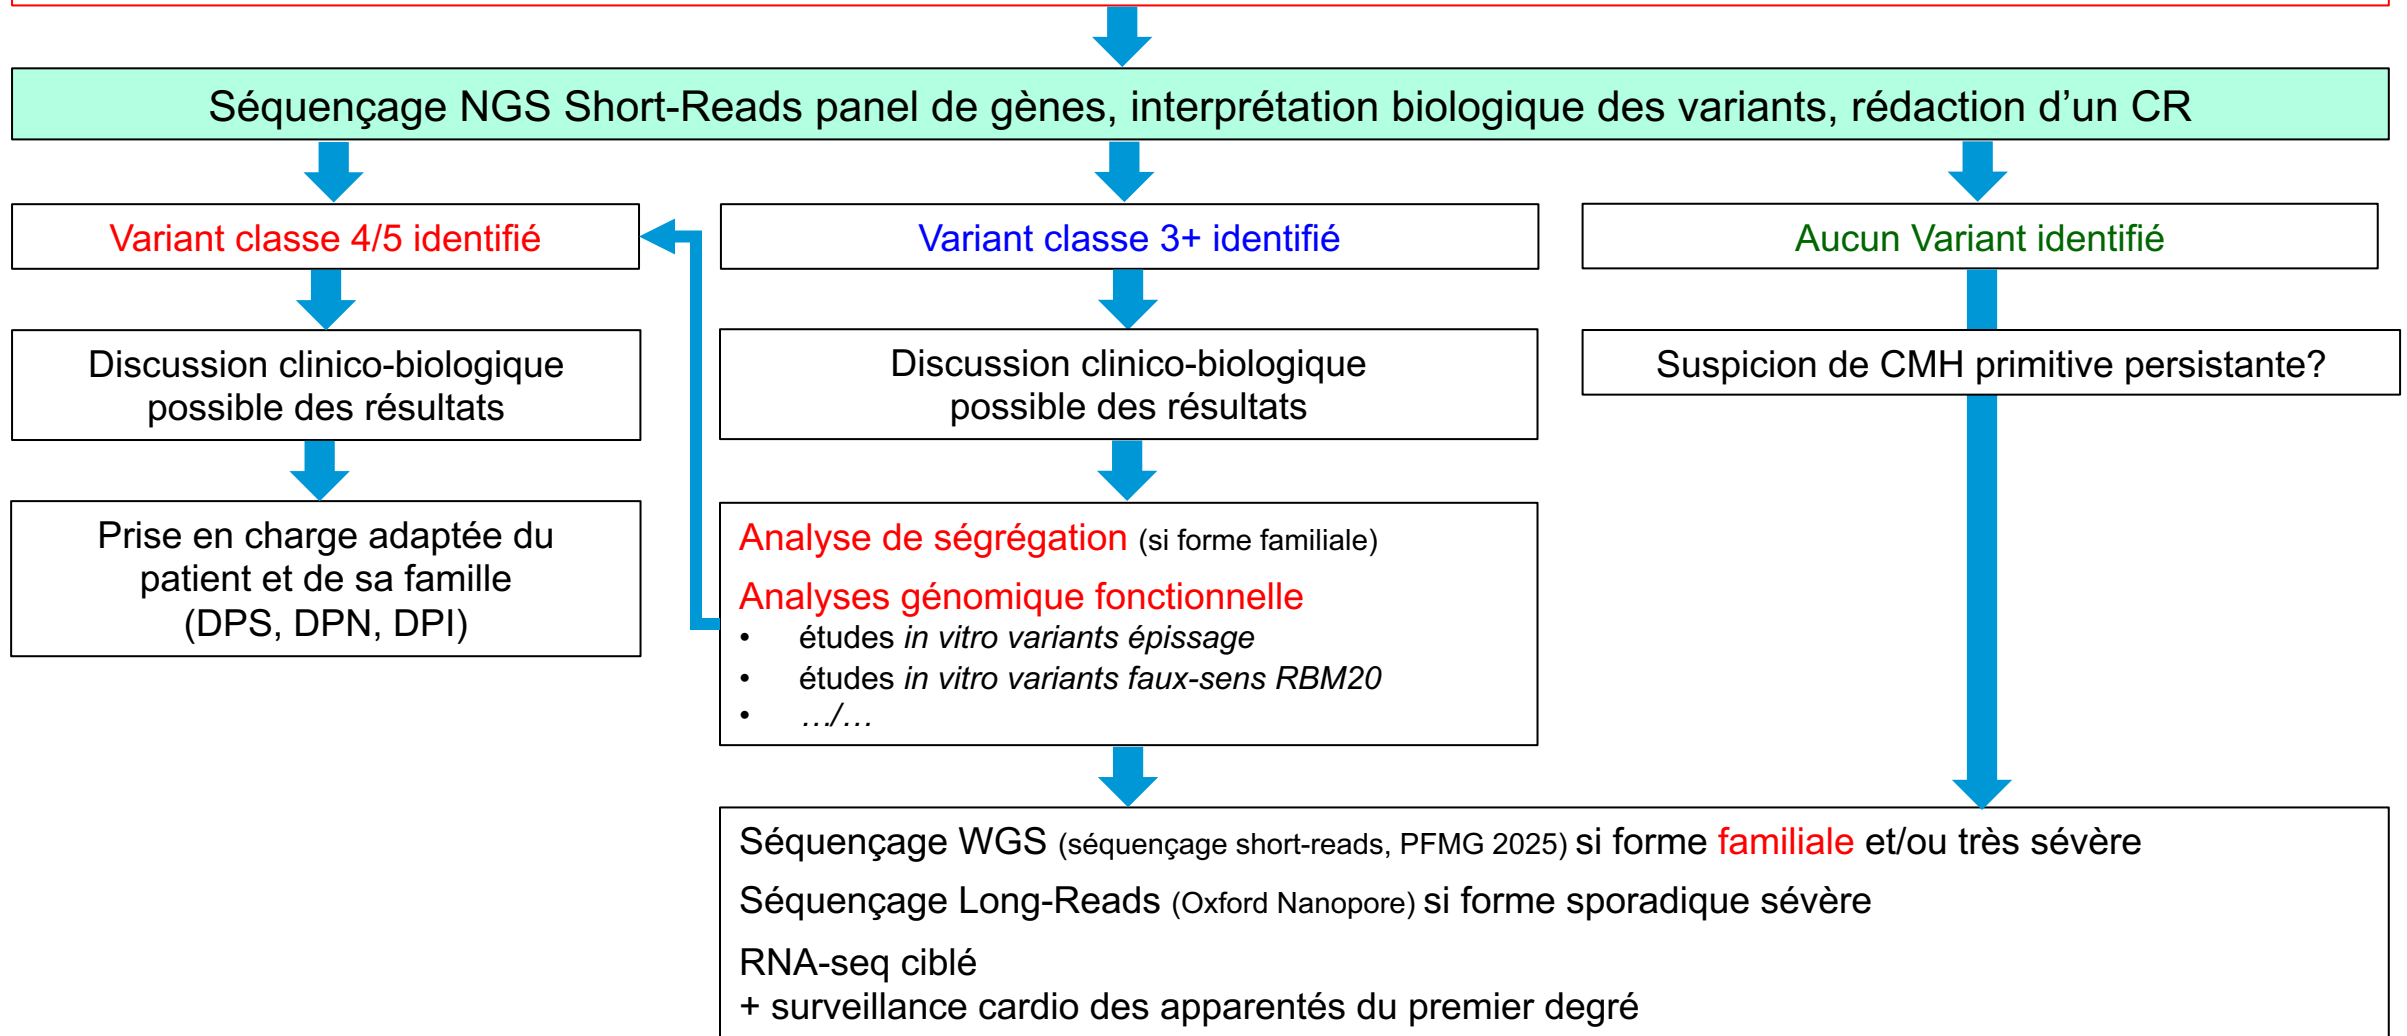 Séquençage NGS Short-Reads panel de gènes, interprétation biologique des variants, rédaction d’un CR
Variant classe 4/5 identifié
Variant classe 3+ identifié
Aucun Variant identifié
Discussion clinico-biologique
possible des résultats
Discussion clinico-biologique
possible des résultats
Suspicion de CMH primitive persistante?
Prise en charge adaptée du
patient et de sa famille
(DPS, DPN, DPI)
Analyse de ségrégation (si forme familiale)
Analyses génomique fonctionnelle
• études in vitro variants épissage
• études in vitro variants faux-sens RBM20
• …/…
Séquençage WGS (séquençage short-reads, PFMG 2025) si forme familiale et/ou très sévère
Séquençage Long-Reads (Oxford Nanopore) si forme sporadique sévère
RNA-seq ciblé
+ surveillance cardio des apparentés du premier degré